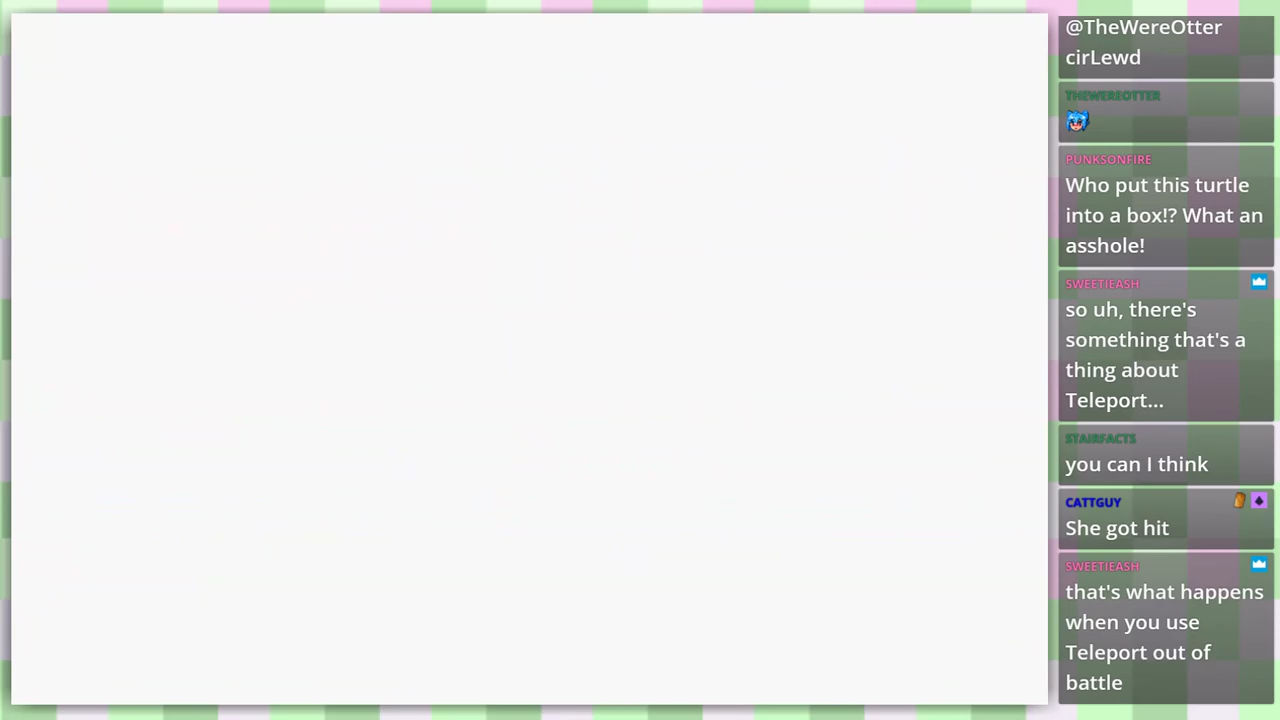 @TheWereOtter
cirLewd
THEWEREOTTER
PUNKSONFIRE
Who put this turtle
into a box!? What an
asshole!
SWEETIEASH
so uh, there's
something that's a
thing about
Teleport...
STAIRFACTS
you can I think
CATTGUY
She got hit
SWEETIEASH
that's what happens
when you use
Teleport out of
battle